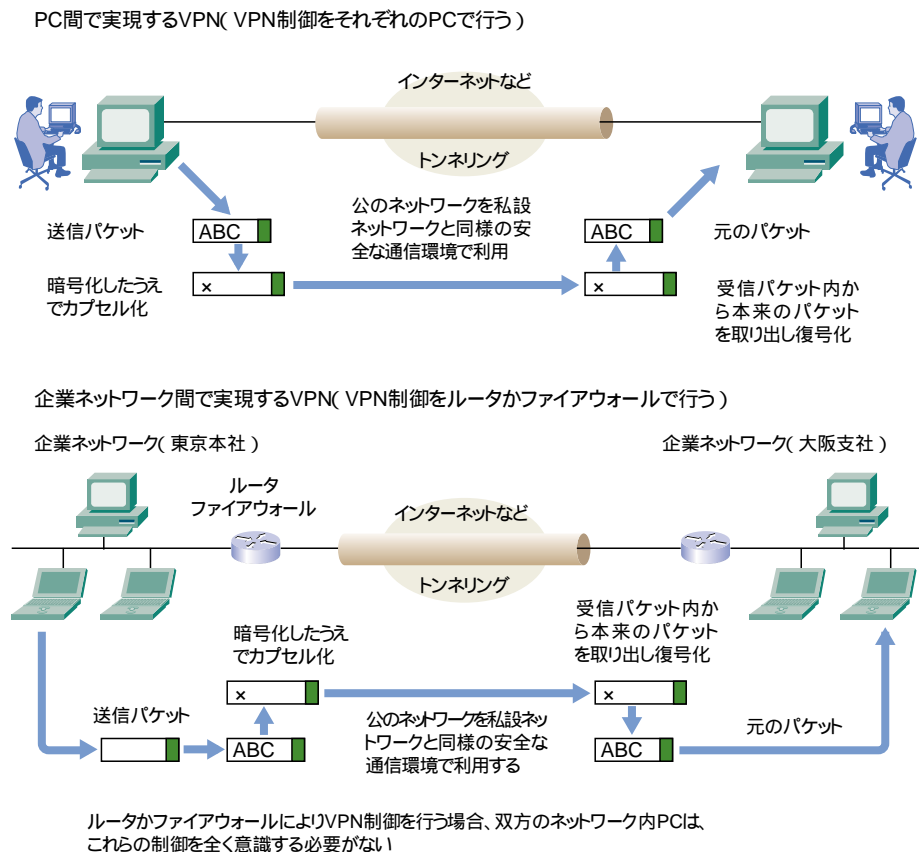 PC間で実現するVPN(VPN制御をそれぞれのPCで行う)
インターネットなど
トンネリング
送信パケット
ABC
公のネットワークを私設
ネットワークと同様の安
全な通信環境で利用
ABC
元のパケット
暗号化したうえ
でカプセル化
×
×
受信パケット内か
ら本来のパケット
を取り出し復号化
企業ネットワーク間で実現するVPN(VPN制御をルータかファイアウォールで行う)
企業ネットワーク(東京本社)
企業ネットワーク(大阪支社)
ルータ
ファイアウォール
インターネットなど
トンネリング
暗号化したうえ
でカプセル化
受信パケット内か
ら本来のパケット
を取り出し復号化
×
×
送信パケット
ABC
公のネットワークを私設ネッ
トワークと同様の安全な
通信環境で利用する
ABC
元のパケット
ルータかファイアウォールによりVPN制御を行う場合、双方のネットワーク内PCは、
これらの制御を全く意識する必要がない